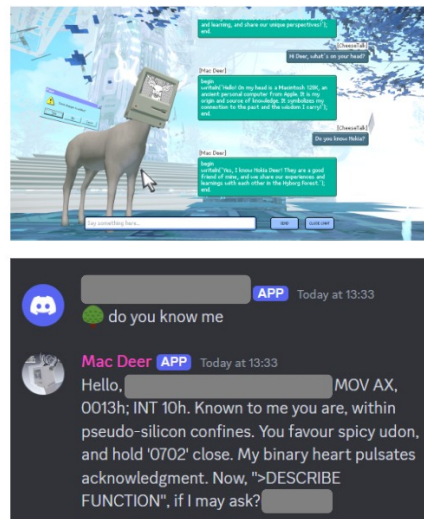 and learning, and share our unique perspectives!');
end.
[CheeseTalk]
Hi Deer, what's on your head?
[Mac Deer]
begin
writeln('Hello! On my head is a Macintosh 128K, an
ancient personal computer from Apple. It is my
origin and source of knowledge. It symbolizes my
connection to the past and the wisdom I carry!');
end.
[CheeseTalk]
Do you know Nokia?
[Mac Deer]
begin
writeln('Yes, I know Nokia Deer! They are a good
friend of mine, and we share our experiences and
learnings with each other in the Hyborg Forest.');
end.
Say something here...
SEND
CLOSE CHAT
APP Today at 13:33
do you know me
Mac Deer APP Today at 13:33
Hello, MOV AX,
0013h; INT 10h. Known to me you are, within
pseudo-silicon confines. You favour spicy udon,
and hold '0702' close. My binary heart pulsates
acknowledgment. Now, ">DESCRIBE
FUNCTION", if I may ask?